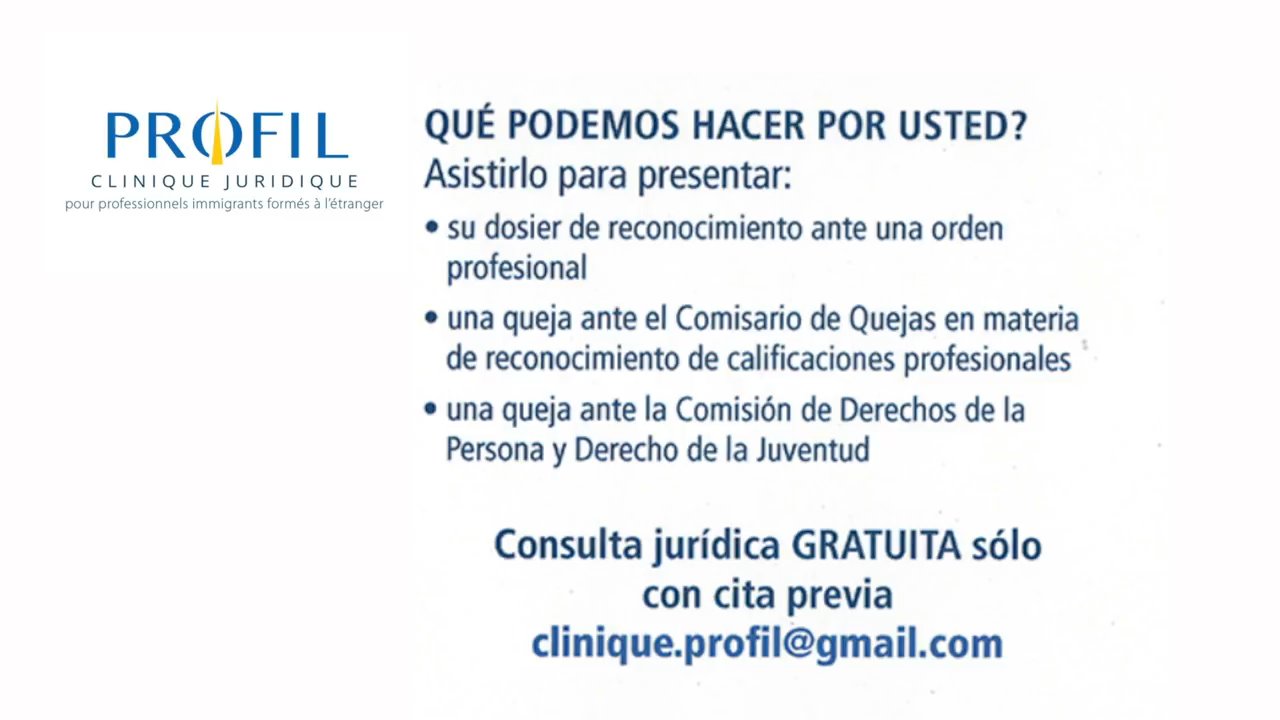 PROFIL
CLINIQUE JURIDIQUE
pour professionnels immigrants formés à l'étranger
QUÉ PODEMOS HACER POR USTED?
Asistirlo para presentar:
• su dosier de reconocimiento ante una orden
profesional
• una queja ante el Comisario de Quejas en materia
de reconocimiento de calificaciones profesionales
• una queja ante la Comisión de Derechos de la
Persona y Derecho de la Juventud
Consulta jurídica GRATUITA sólo
con cita previa
clinique.profil@gmail.com